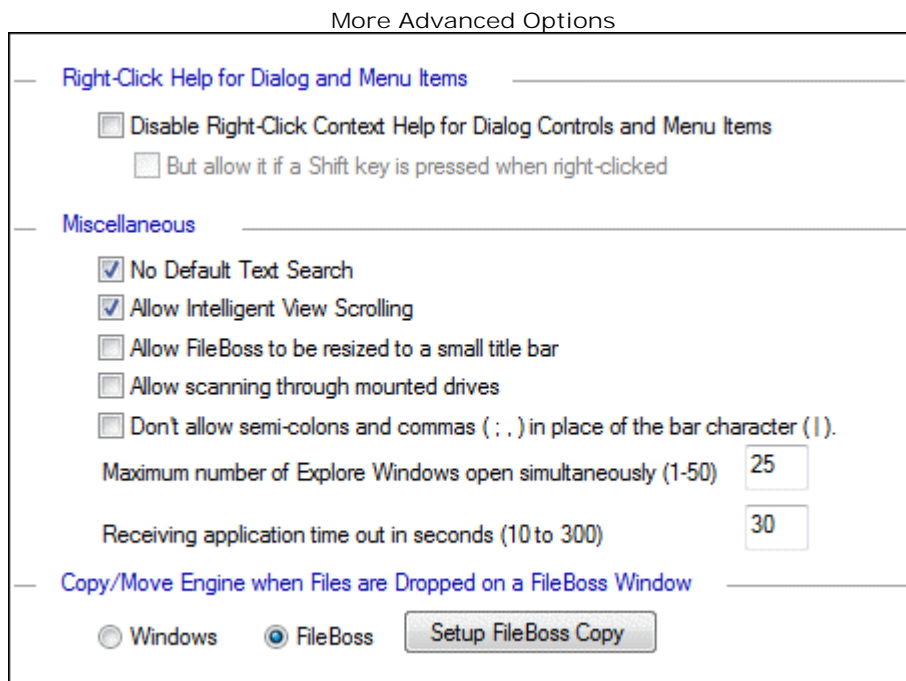 More Advanced Options
Right-Click Help for Dialog and Menu Items
Disable Right-Click Context Help for Dialog Controls and Menu Items
But allow it if a Shift key is pressed when right-clicked
Miscellaneous
No Default Text Search
Allow Intelligent View Scrolling
Allow FileBoss to be resized to a small title bar
Allow scanning through mounted drives
Don't allow semi-colons and commas ( ; , ) in place of the bar character ( | ).
Maximum number of Explore Windows open simultaneously (1-50) 25
Receiving application time out in seconds (10 to 300) 30
Copy/Move Engine when Files are Dropped on a FileBoss Window
Windows FileBoss Setup FileBoss Copy